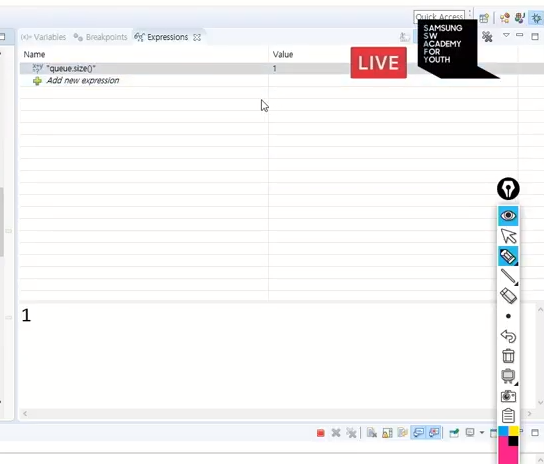 Quick Access
Variables
Breakpoints
Expressions
SAMSUNG
SW
ACADEMY
FOR
YOUTH
LIVE
Name Value
"queue.size()" 1
Add new expression
1